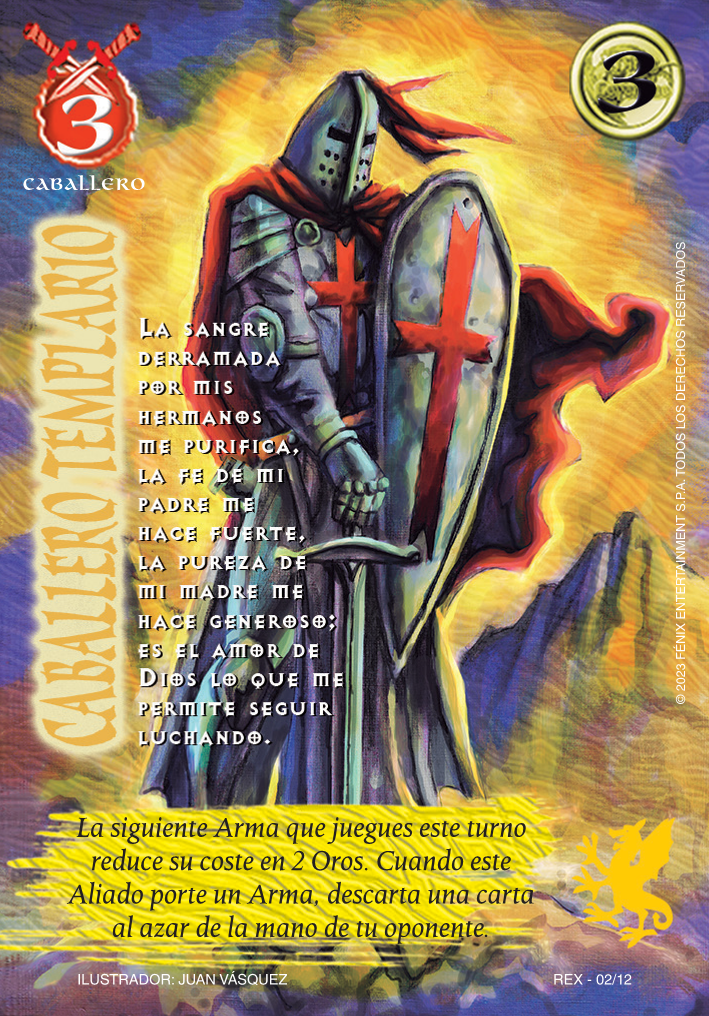 3
3
CABALLERO
CABALLERO TEMPLARIO
LA SANGRE
DERRAMADA
POR MIS
HERMANOS
ME PURIFICA,
LA FE DE MI
PADRE ME
HACE FUERTE,
LA PUREZA DE
MI MADRE ME
HACE GENEROSO;
ES EL AMOR DE
DIOS LO QUE ME
PERMITE SEGUIR
LUCHANDO.
© 2023 FÉNIX ENTERTAINMENT S.P.A. TODOS LOS DERECHOS RESERVADOS
La siguiente Arma que juegues este turno
reduce su coste en 2 Oros. Cuando este
Aliado porte un Arma, descarta una carta
al azar de la mano de tu oponente.
ILUSTRADOR: JUAN VÁSQUEZ
REX - 02/12